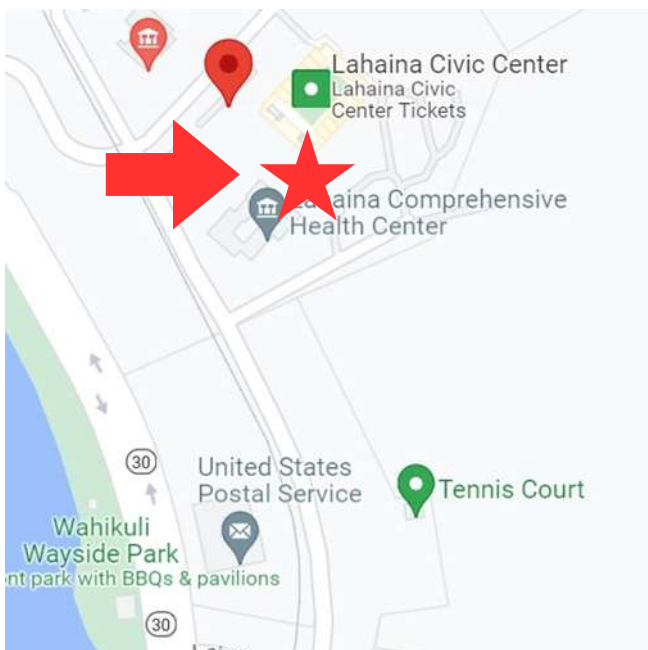 Lahaina Civic Center
Lahaina Civic
Center Tickets
Lahaina Comprehensive
Health Center
30
United States
Postal Service
Tennis Court
Wahikuli
Wayside Park
nt park with BBQs & pavilions
30